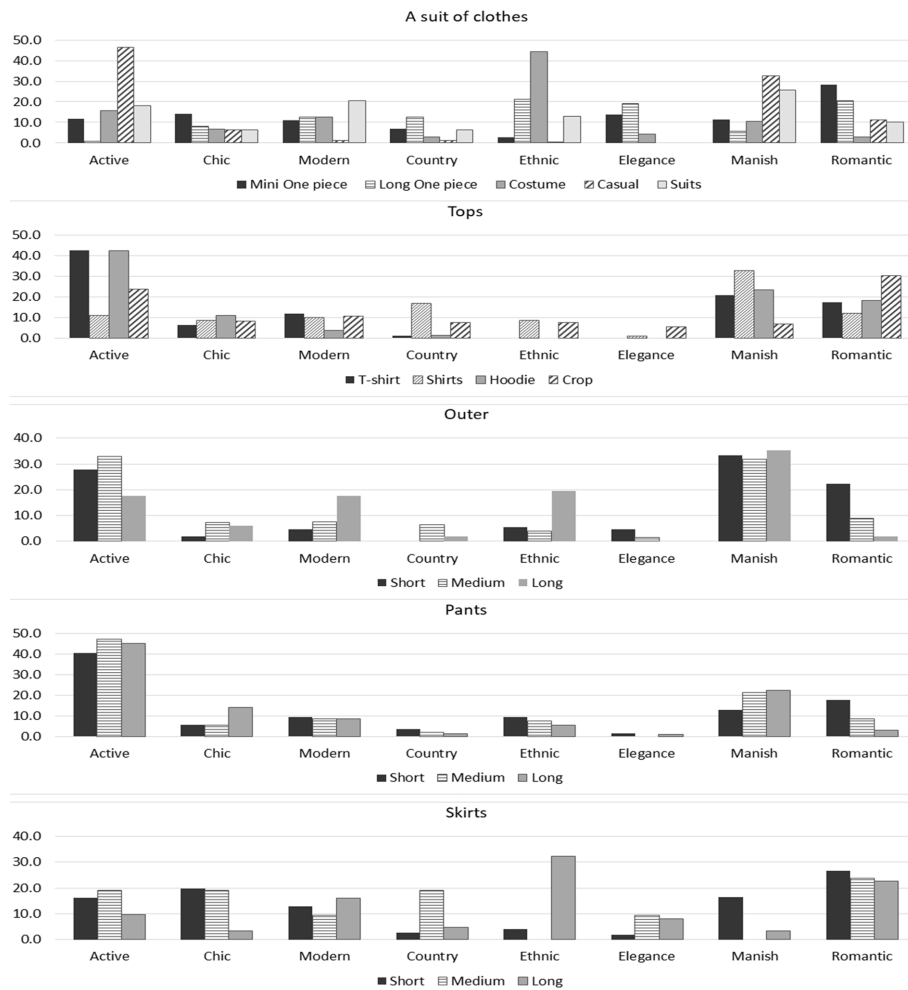 A suit of clothes
50.0
40.0
30.0
20.0
10.0
0.0
Active Chic Modern Country Ethnic Elegance Manish Romantic
Mini One piece Long One piece Costume Casual Suits
Tops
50.0
40.0
30.0
20.0
10.0
0.0
Active Chic Modern Country Ethnic Elegance Manish Romantic
T-shirt Shirts Hoodie Crop
Outer
40.0
30.0
20.0
10.0
0.0
Active Chic Modern Country Ethnic Elegance Manish Romantic
Short Medium Long
Pants
50.0
40.0
30.0
20.0
10.0
0.0
Active Chic Modern Country Ethnic Elegance Manish Romantic
Short Medium Long
Skirts
40.0
30.0
20.0
10.0
0.0
Active Chic Modern Country Ethnic Elegance Manish Romantic
Short Medium Long